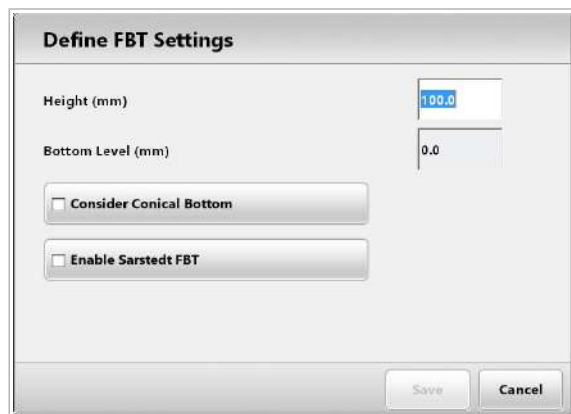 Define FBT Settings
Height (mm) 100.0
Bottom Level (mm) 0.0
Consider Conical Bottom
Enable Sarstedt FBT
Save Cancel